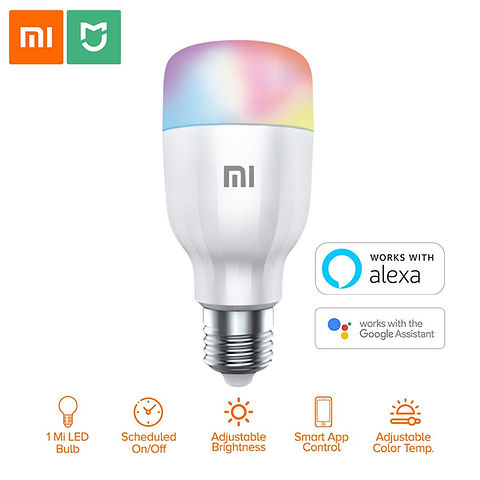 mi
mi
WORKS WITH
alexa
works with the
Google Assistant
1 Mi LED
Bulb
Scheduled
On/Off
Adjustable
Brightness
Smart App
Control
Adjustable
Color Temp.